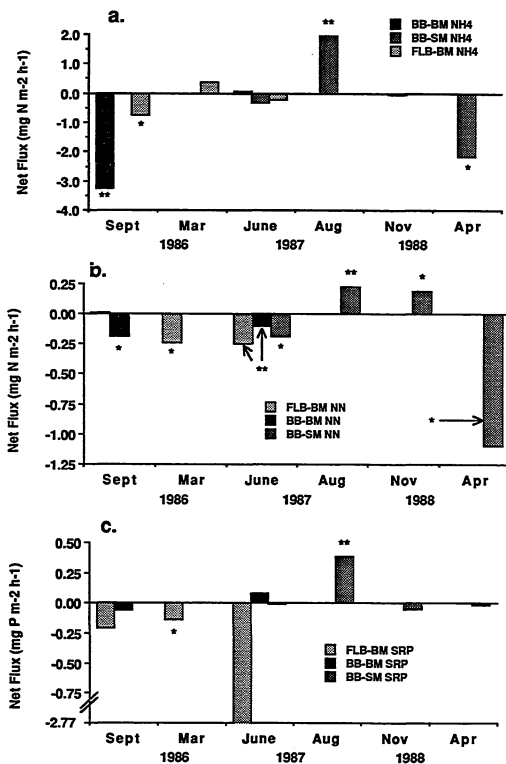 a.
BB-BM NH4
BB-SM NH4
FLB-BM NH4
Net Flux (mg N m-2 h-1)
2.0
1.0
0.0
-1.0
-2.0
-3.0
-4.0
**
*
**
*
Sept Mar June Aug Nov Apr
1986 1987 1988
b.
Net Flux (mg N m-2 h-1)
0.25
0.00
-0.25
-0.50
-0.75
-1.00
-1.25
** *
* * ** *
*
FLB-BM NN
BB-BM NN
BB-SM NN
Sept Mar June Aug Nov Apr
1986 1987 1988
c.
Net Flux (mg P m-2 h-1)
0.50
0.25
0.00
-0.25
-0.50
-0.75
-2.77
**
*
FLB-BM SRP
BB-BM SRP
BB-SM SRP
Sept Mar June Aug Nov Apr
1986 1987 1988